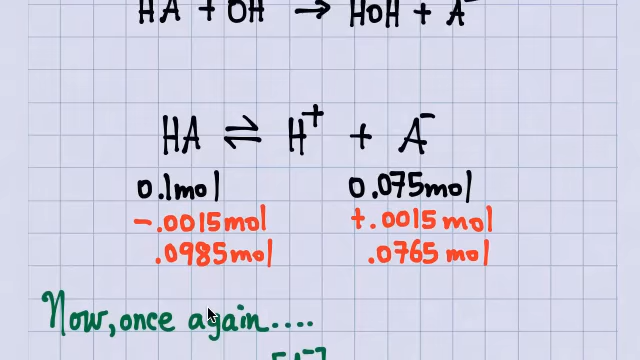 HA + OH → HOH + A⁻
HA ⇌ H⁺ + A⁻
0.1mol 0.075mol
-.0015mol +.0015mol
.0985mol .0765mol
Now, once again....